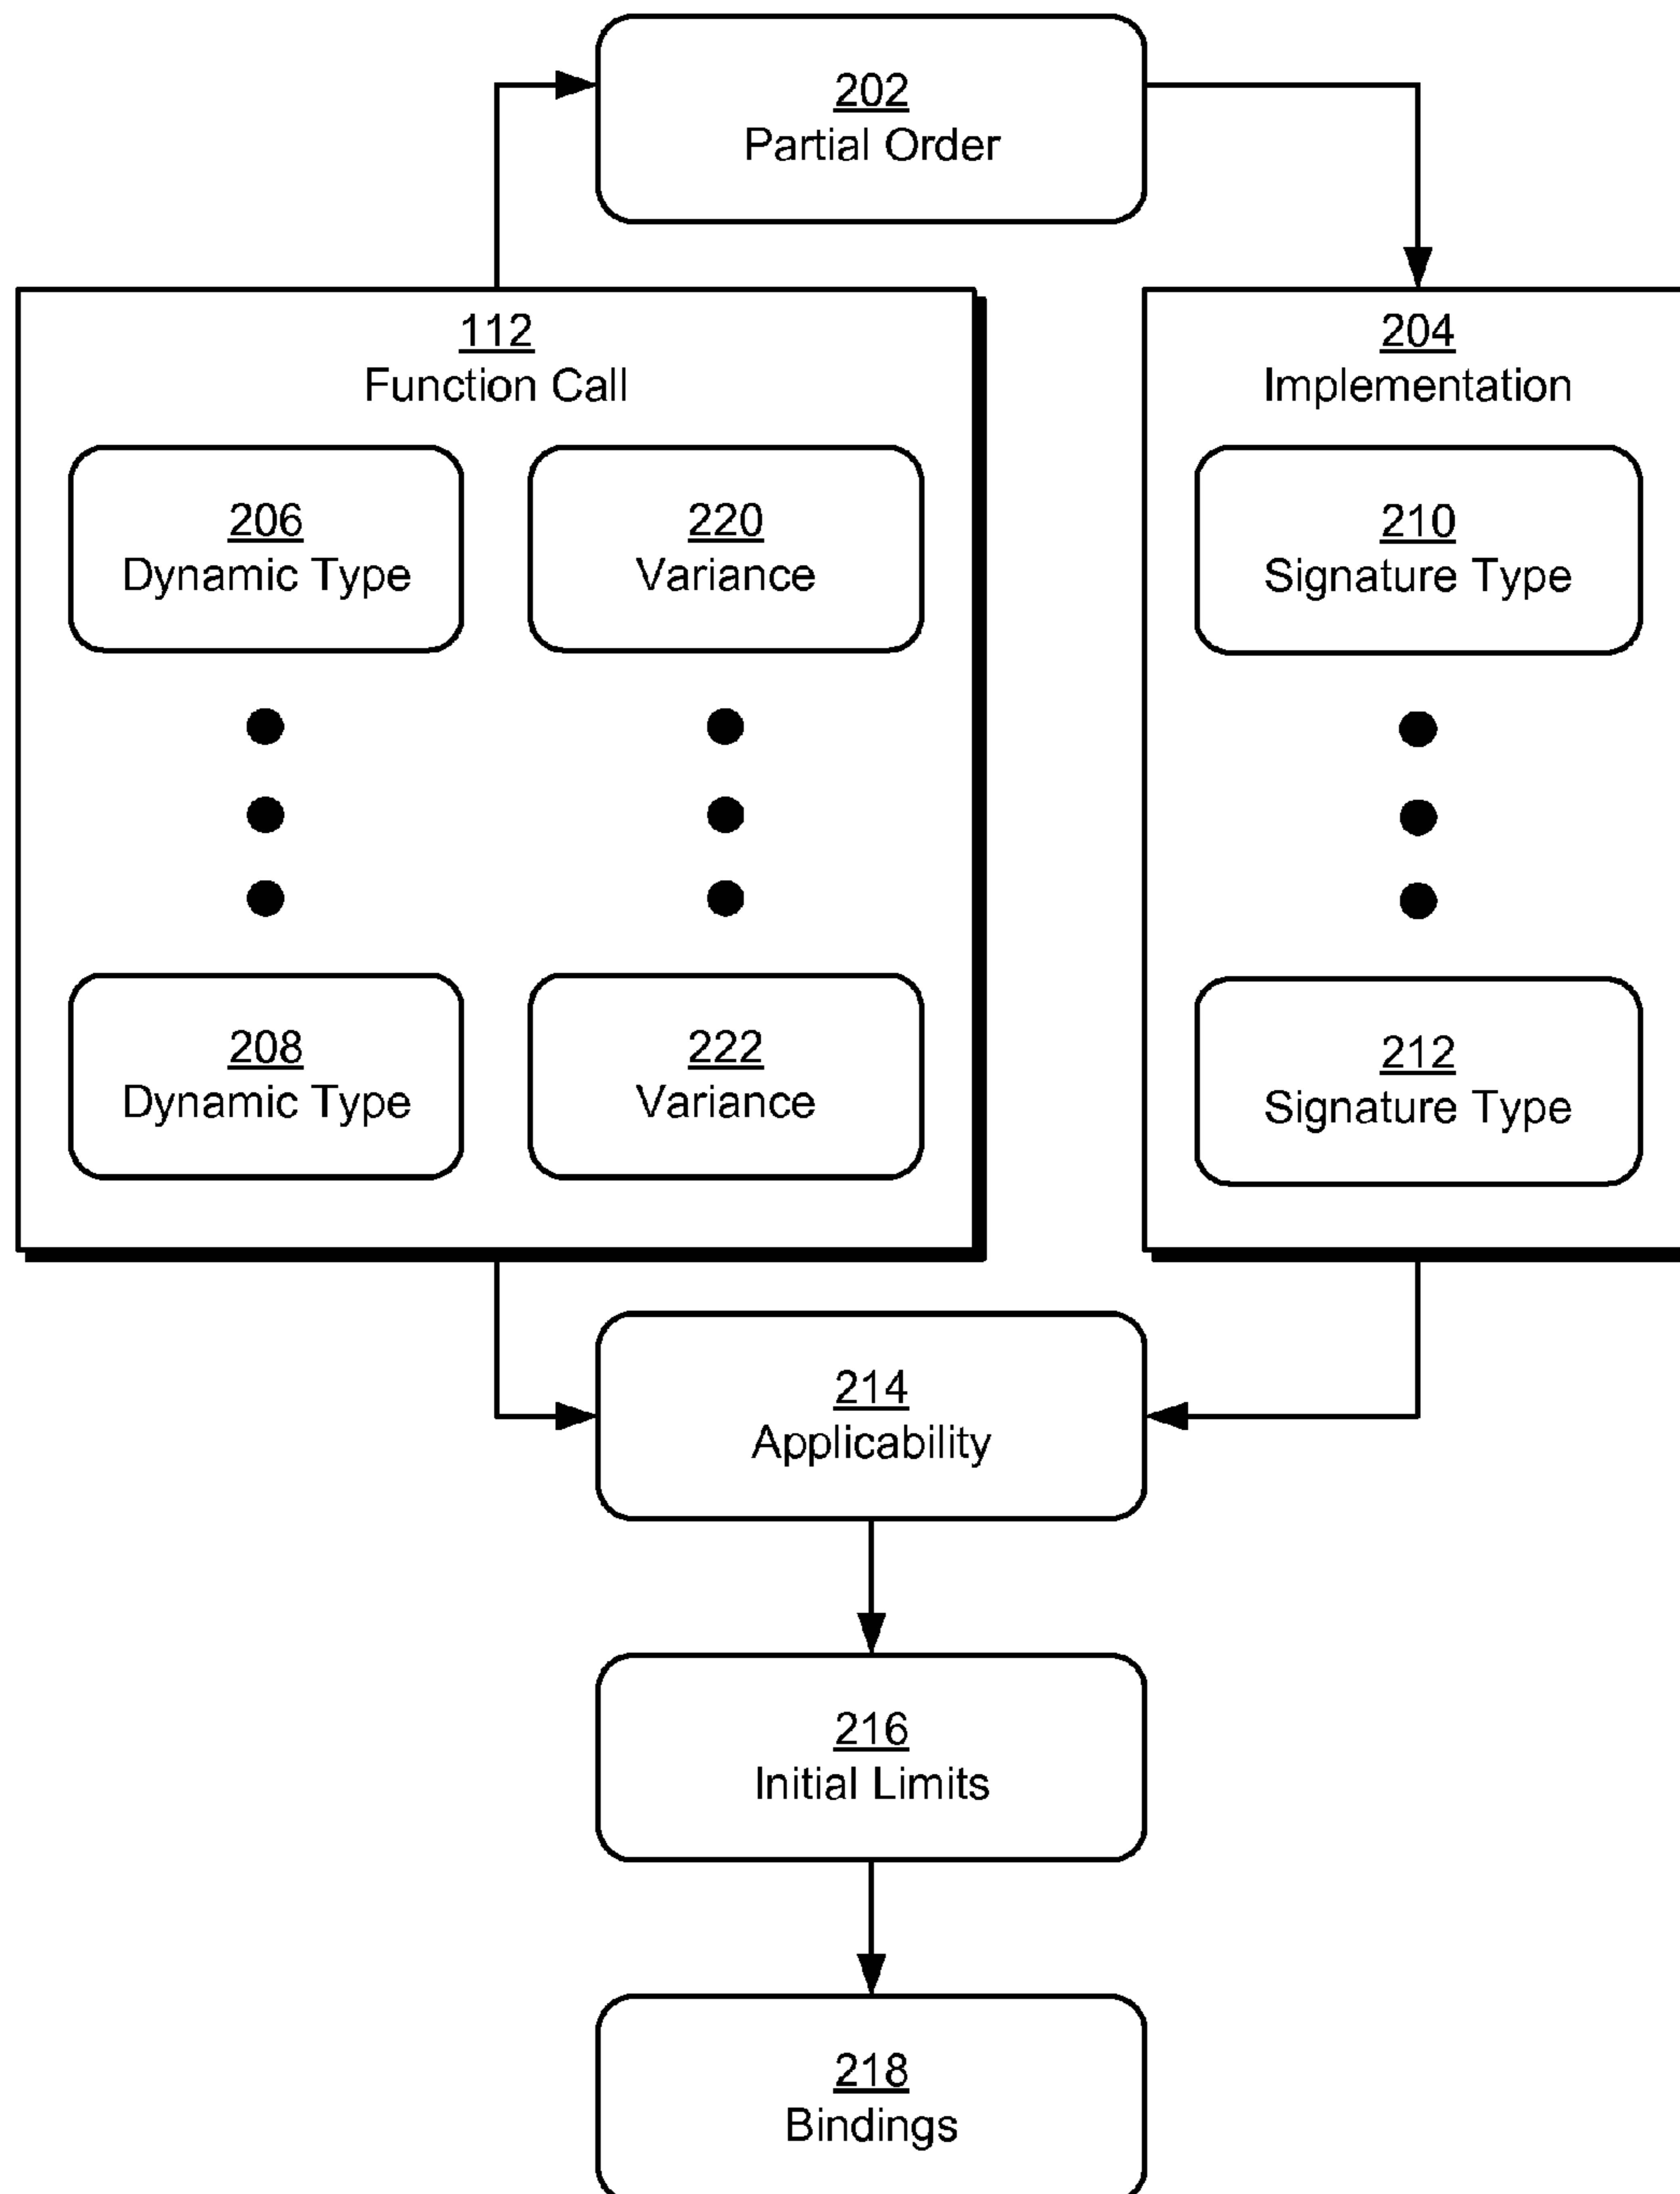 202
Partial Order
112
Function Call
206
Dynamic Type
220
Variance
208
Dynamic Type
222
Variance
204
Implementation
210
Signature Type
212
Signature Type
214
Applicability
216
Initial Limits
218
Bindings